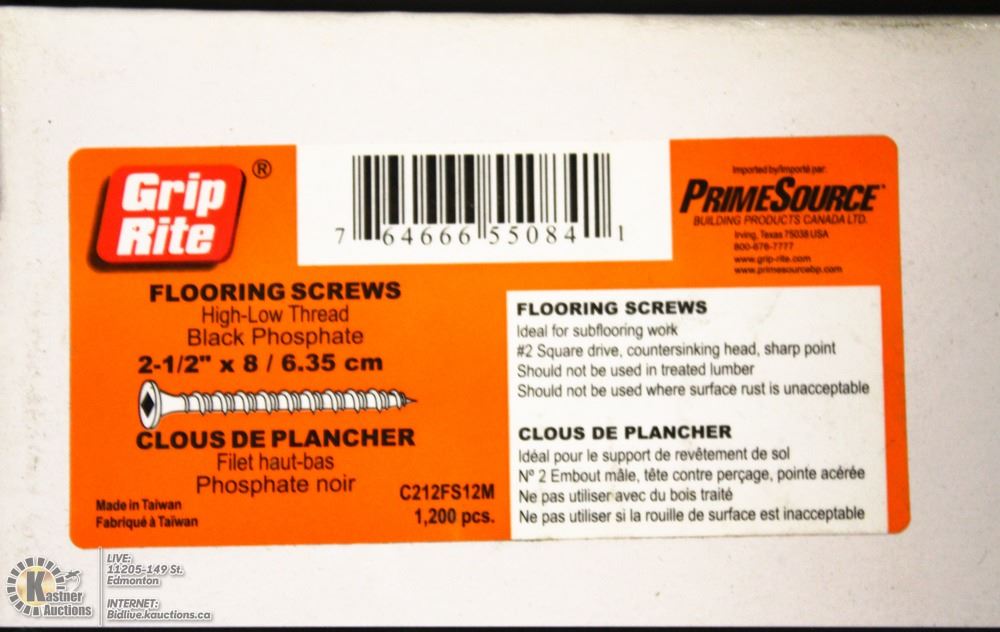 Grip
Rite
®
7 64666 55084 1
Imported by/Importé par:
PRIMESOURCE
BUILDING PRODUCTS CANADA LTD.
Irving, Texas 75038 USA
800-676-7777
www.grip-rite.com
www.primesourcebp.com
FLOORING SCREWS
High-Low Thread
Black Phosphate
2-1/2" x 8 / 6.35 cm
CLOUS DE PLANCHER
Filet haut-bas
Phosphate noir
Made in Taiwan
Fabriqué à Taïwan
C212FS12M
1,200 pcs.
FLOORING SCREWS
Ideal for subflooring work
#2 Square drive, countersinking head, sharp point
Should not be used in treated lumber
Should not be used where surface rust is unacceptable
CLOUS DE PLANCHER
Idéal pour le support de revêtement de sol
N° 2 Embout mâle, tête contre perçage, pointe acérée
Ne pas utiliser avec du bois traité
Ne pas utiliser si la rouille de surface est inacceptable
Kastner
Auctions
LIVE:
11205-149 St.
Edmonton
INTERNET:
Bidlive.kauctions.ca